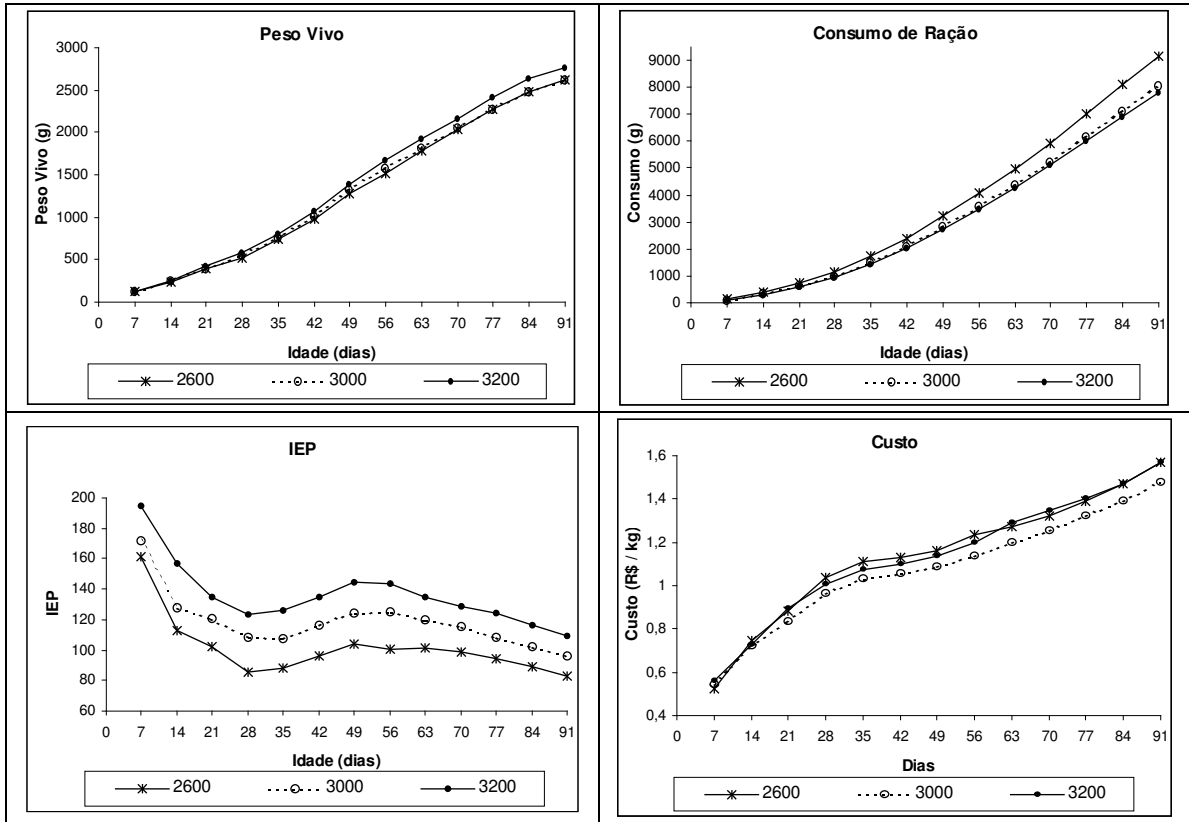 Peso Vivo
3000
2500
2000
1500
1000
500
0
Peso Vivo (g)
0 7 14 21 28 35 42 49 56 63 70 77 84 91
Idade (dias)
2600 3000 3200
Consumo de Ração
9000
8000
7000
6000
5000
4000
3000
2000
1000
0
Consumo (g)
0 7 14 21 28 35 42 49 56 63 70 77 84 91
Idade (dias)
2600 3000 3200
IEP
200
180
160
140
120
100
80
60
IEP
0 7 14 21 28 35 42 49 56 63 70 77 84 91
Idade (dias)
2600 3000 3200
Custo
1,6
1,4
1,2
1
0,8
0,6
0,4
Custo (R$ / kg)
0 7 14 21 28 35 42 49 56 63 70 77 84 91
Dias
2600 3000 3200